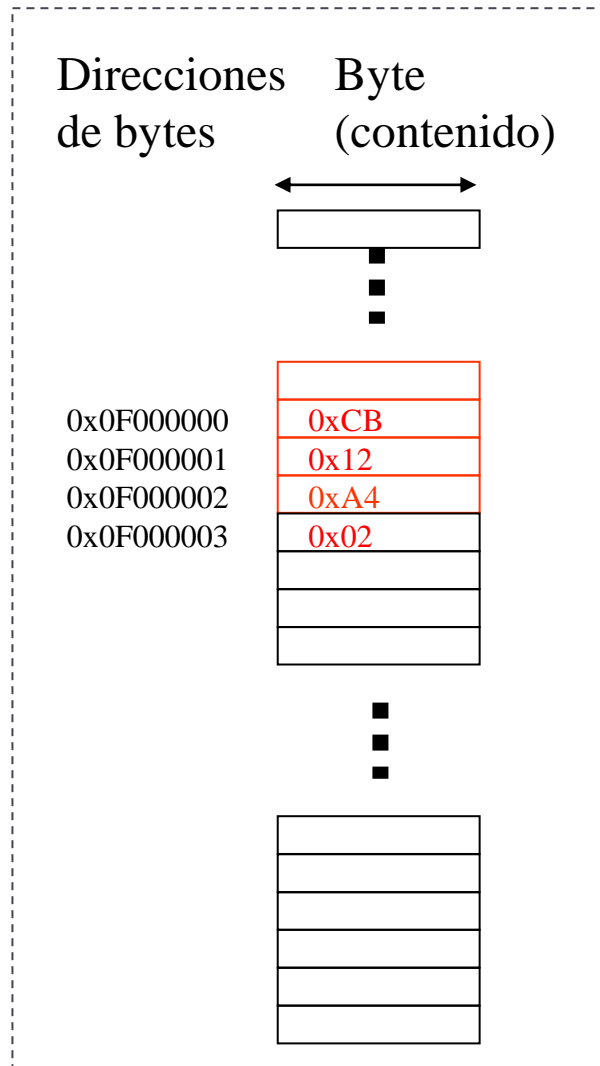 Direcciones Byte
de bytes (contenido)
0x0F000000 0xCB
0x0F000001 0x12
0x0F000002 0xA4
0x0F000003 0x02